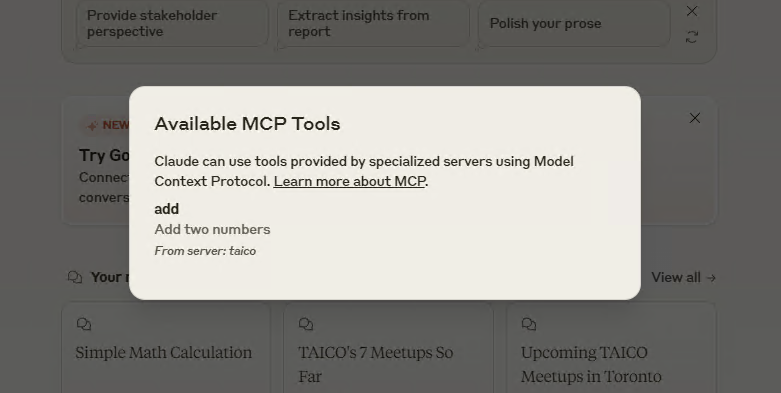 Provide stakeholder
perspective
Extract insights from
report
Polish your prose
Available MCP Tools
Claude can use tools provided by specialized servers using Model
Context Protocol. Learn more about MCP.
add
Add two numbers
From server: taico
NEW
Try Go
Connec
convers
Your r
View all →
Simple Math Calculation
TAICO's 7 Meetups So
Far
Upcoming TAICO
Meetups in Toronto